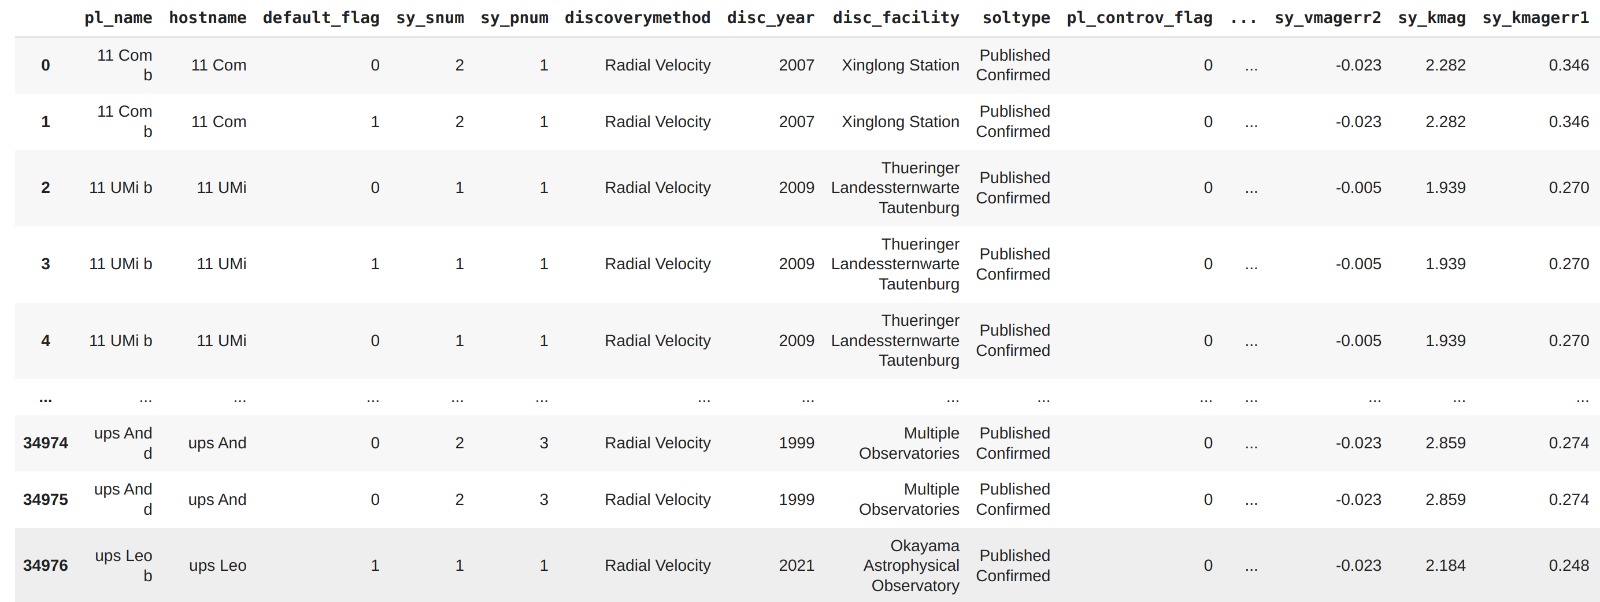 pl_name hostname default_flag sy_snum sy_pnum discoverymethod disc_year disc_facility soltype pl_controv_flag ... sy_vmagerr2 sy_kmag sy_kmagerr1
0 11 Com b 11 Com 0 2 1 Radial Velocity 2007 Xinglong Station Published Confirmed 0 ... -0.023 2.282 0.346
1 11 Com b 11 Com 1 2 1 Radial Velocity 2007 Xinglong Station Published Confirmed 0 ... -0.023 2.282 0.346
2 11 UMi b 11 UMi 0 1 1 Radial Velocity 2009 Thueringer Landessternwarte Tautenburg Published Confirmed 0 ... -0.005 1.939 0.270
3 11 UMi b 11 UMi 1 1 1 Radial Velocity 2009 Thueringer Landessternwarte Tautenburg Published Confirmed 0 ... -0.005 1.939 0.270
4 11 UMi b 11 UMi 0 1 1 Radial Velocity 2009 Thueringer Landessternwarte Tautenburg Published Confirmed 0 ... -0.005 1.939 0.270
... ... ... ... ... ... ... ... ... ... ... ... ... ... ...
34974 ups And d ups And 0 2 3 Radial Velocity 1999 Multiple Observatories Published Confirmed 0 ... -0.023 2.859 0.274
34975 ups And d ups And 0 2 3 Radial Velocity 1999 Multiple Observatories Published Confirmed 0 ... -0.023 2.859 0.274
34976 ups Leo b ups Leo 1 1 1 Radial Velocity 2021 Okayama Astrophysical Observatory Published Confirmed 0 ... -0.023 2.184 0.248